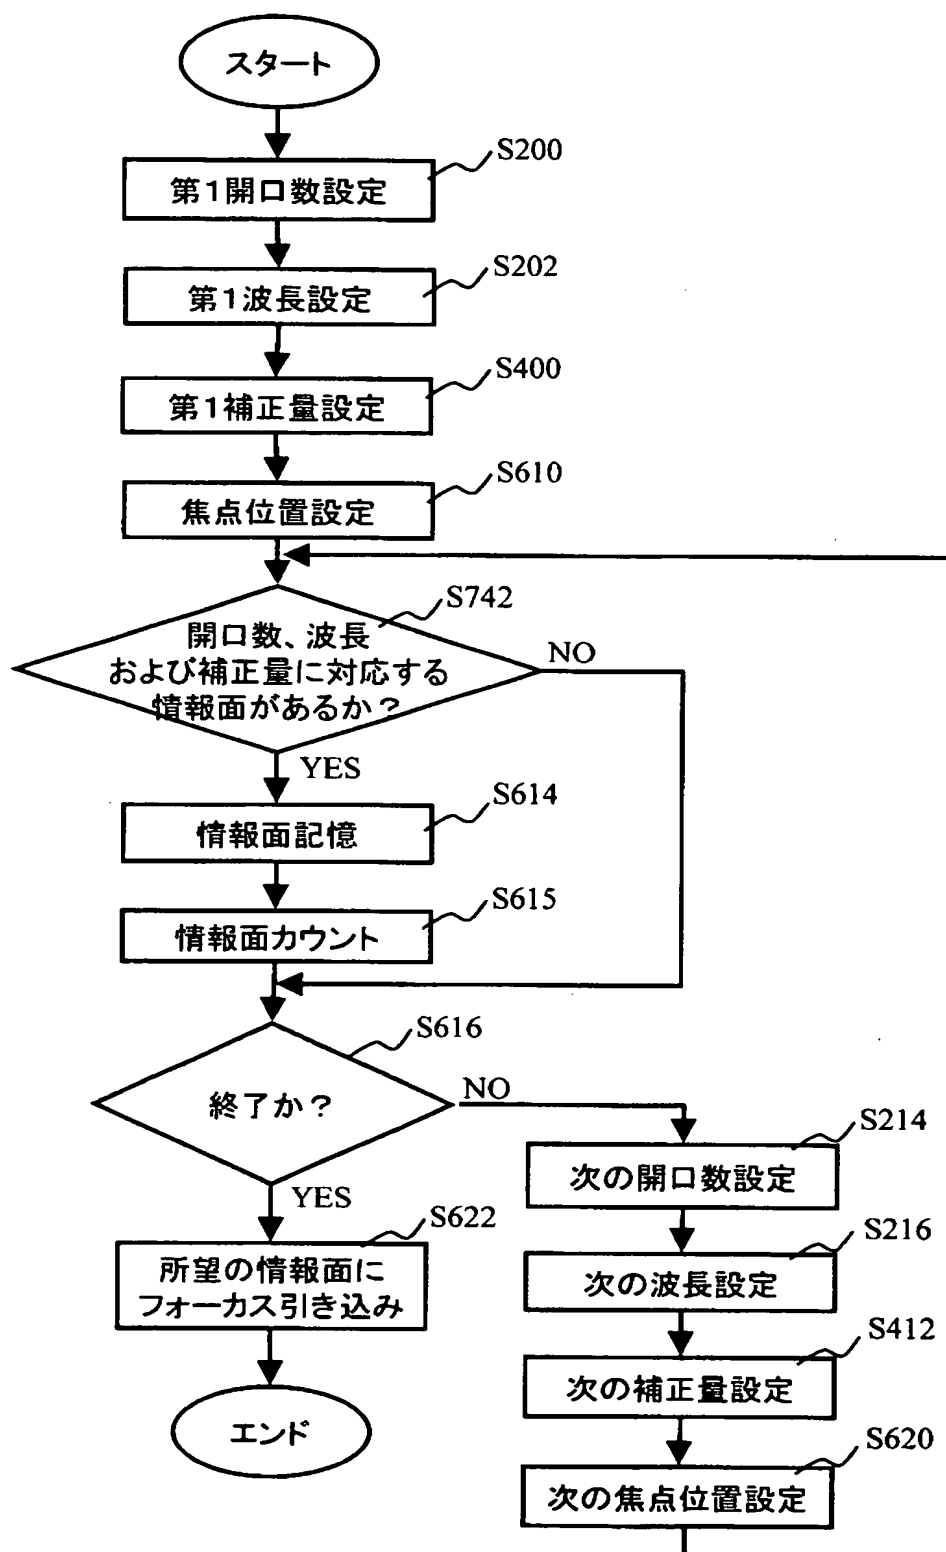 スタート
S200
第1開口数設定
S202
第1波長設定
S400
第1補正量設定
S610
焦点位置設定
S742
開口数、波長
および補正量に対応する
情報面があるか？
NO
YES
S614
情報面記憶
S615
情報面カウント
S616
終了か？
NO
YES
S214
次の開口数設定
S622
所望の情報面に
フォーカス引き込み
S216
次の波長設定
S412
次の補正量設定
エンド
S620
次の焦点位置設定